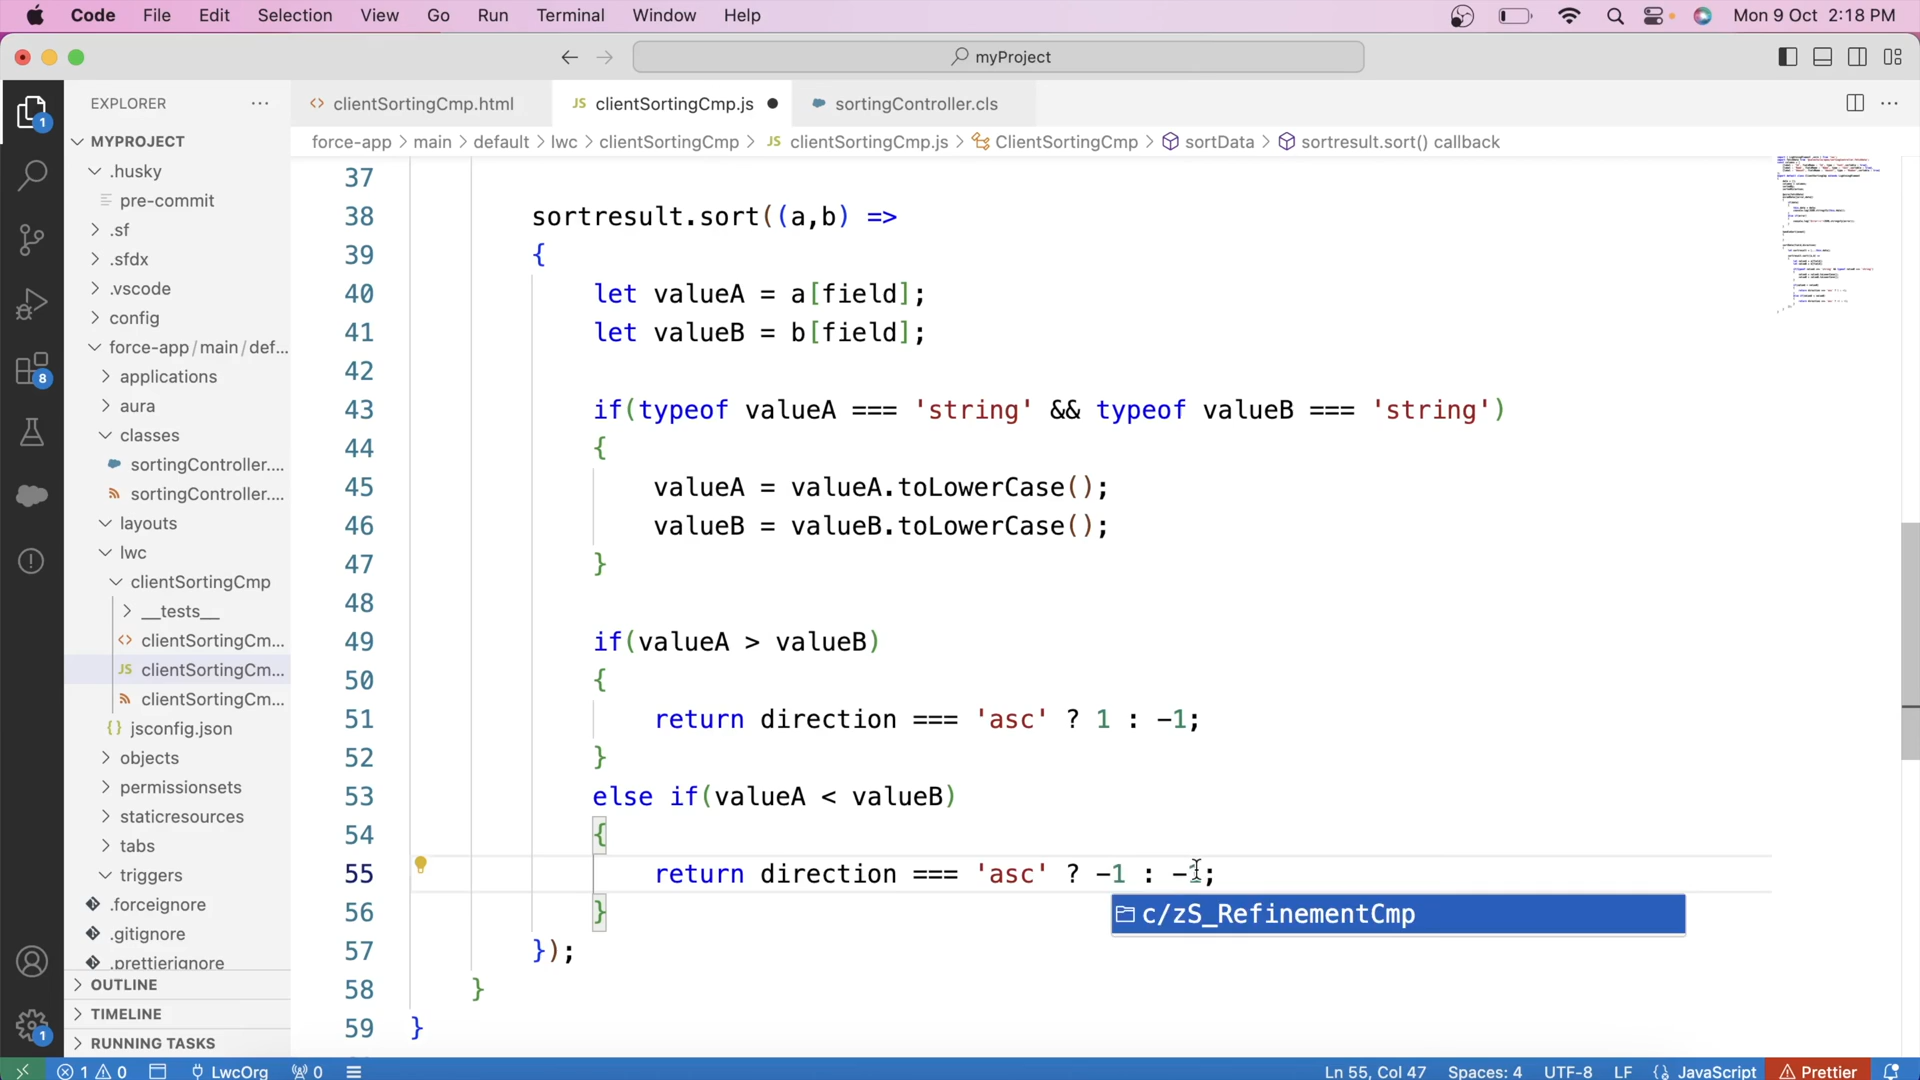 Code File Edit Selection View Go Run Terminal Window Help Mon 9 Oct 2:18 PM
myProject
EXPLORER
clientSortingCmp.html
JS clientSortingCmp.js
sortingController.cls
force-app > main > default > lwc > clientSortingCmp > JS clientSortingCmp.js > ClientSortingCmp > sortData > sortresult.sort() callback
1
8
1
MYPROJECT
.husky
pre-commit
.sf
.sfdx
.vscode
config
force-app/main/def...
applications
aura
classes
sortingController....
sortingController....
layouts
lwc
clientSortingCmp
__tests__
clientSortingCm...
JS clientSortingCm...
clientSortingCm...
{} jsconfig.json
objects
permissionsets
staticresources
tabs
triggers
.forceignore
.gitignore
.prettierignore
OUTLINE
TIMELINE
RUNNING TASKS
37
38 sortresult.sort((a,b) =>
39 {
40 let valueA = a[field];
41 let valueB = b[field];
42
43 if(typeof valueA === 'string' && typeof valueB === 'string')
44 {
45 valueA = valueA.toLowerCase();
46 valueB = valueB.toLowerCase();
47 }
48
49 if(valueA > valueB)
50 {
51 return direction === 'asc' ? 1 : -1;
52 }
53 else if(valueA < valueB)
54 {
55 return direction === 'asc' ? -1 : -1;
c/zS_RefinementCmp
56 }
57 });
58 }
59 }
1 0 LwcOrg 0 Ln 55, Col 47 Spaces: 4 UTF-8 LF {} JavaScript Prettier